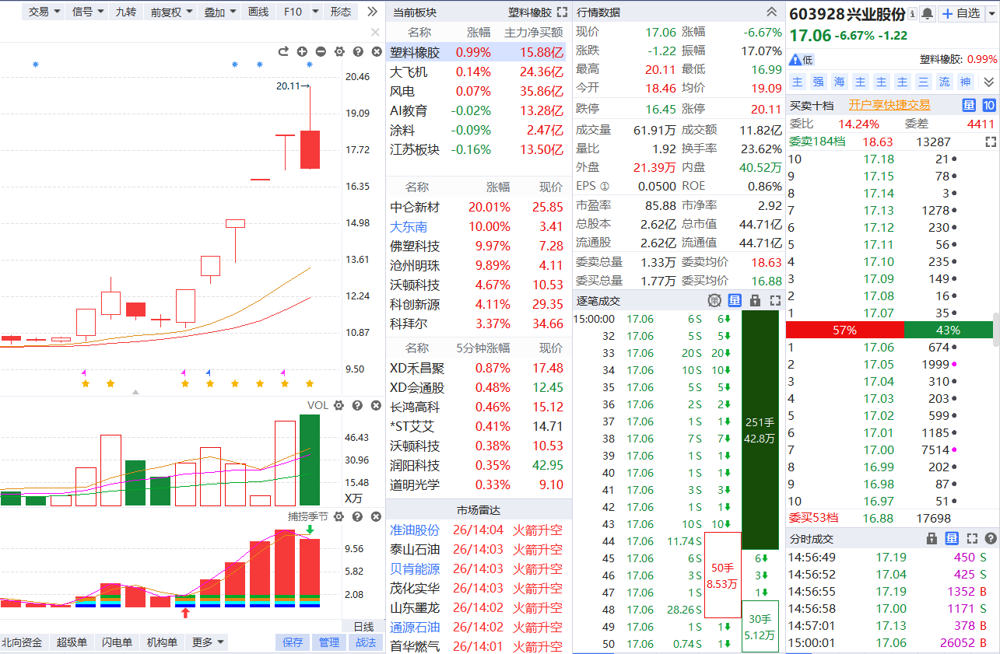 交易 信号 九转 前复权 叠加 画线 F10 形态
20.11→
20.46
19.09
17.72
16.35
14.98
13.61
12.24
10.87
9.50
VOL
46.43
30.96
15.48
X万
捕捞季节
9.56
5.82
2.08
日线
北向资金 超级单 闪电单 机构单 更多 保存 管理 战法
当前板块 塑料橡胶
名称 涨幅 主力净买额
塑料橡胶 0.99% 15.88亿
大飞机 0.14% 24.36亿
风电 0.07% 35.86亿
AI教育 -0.02% 13.28亿
涂料 -0.09% 2.47亿
江苏板块 -0.16% 13.50亿
名称 涨幅 现价
中仑新材 20.01% 25.85
大东南 10.00% 3.41
佛塑科技 9.97% 7.28
沧州明珠 9.89% 4.11
沃顿科技 4.67% 10.53
科创新源 4.11% 29.35
科拜尔 3.37% 34.66
名称 5分钟涨幅 现价
XD禾昌聚 0.87% 17.48
XD会通股 0.48% 12.45
长鸿高科 0.46% 15.12
*ST艾艾 0.41% 14.71
沃顿科技 0.38% 10.53
润阳科技 0.35% 42.95
道明光学 0.33% 9.10
市场雷达
准油股份 26/14:04 火箭升空
泰山石油 26/14:03 火箭升空
贝肯能源 26/14:03 火箭升空
茂化实华 26/14:03 火箭升空
山东墨龙 26/14:02 火箭升空
通源石油 26/14:02 火箭升空
首华燃气 26/14:01 火箭升空
行情数据
现价 17.06 涨幅 -6.67%
涨跌 -1.22 振幅 17.07%
最高 20.11 最低 16.99
今开 18.46 均价 19.09
跌停 16.45 涨停 20.11
成交量 61.91万 成交额 11.82亿
量比 1.92 换手率 23.62%
外盘 21.39万 内盘 40.52万
EPS ① 0.0500 ROE 0.86%
市盈率 85.88 市净率 2.92
总股本 2.62亿 总市值 44.71亿
流通股 2.62亿 流通值 44.71亿
委卖总量 1.33万 委卖均价 18.63
委买总量 1.77万 委买均价 16.88
逐笔成交 单 量
15:00:00 17.06 6 S 6
32 17.06 5 S 5
33 17.06 20 S 20
34 17.06 10 S 10
35 17.06 5 S 5
36 17.06 2 S 2
37 17.06 1 S 1
38 17.06 7 S 7
39 17.06 1 S 1
40 17.06 1 S 1
41 17.06 3 S 3
42 17.06 1 S 1
43 17.06 10 S 10
44 17.06 11.74 S
45 17.06 6 S 6
46 17.06 3 S 3
47 17.06 1 S 1
48 17.06 28.26 S
49 17.06 1 S 1
50 17.06 0.74 S 1
251手
42.8万
50手
8.53万
30手
5.12万
603928 兴业股份 自选
17.06 -6.67% -1.22
低 塑料橡胶: 0.99%
主 强 海 主 主 主 三 流 神
买卖十档 开户享快捷交易 量 10
委比 14.24% 委差 4411
委卖184档 18.63 13287
10 17.18 21
9 17.15 78
8 17.14 3
7 17.13 1278
6 17.12 230
5 17.11 56
4 17.10 235
3 17.09 149
2 17.08 16
1 17.07 35
57% 43%
1 17.06 674
2 17.05 1999
3 17.04 310
4 17.03 203
5 17.02 599
6 17.01 1185
7 17.00 7514
8 16.99 202
9 16.98 87
10 16.97 51
委买53档 16.88 17698
分时成交 量
14:56:49 17.19 450 S
14:56:52 17.04 425 S
14:56:55 17.19 1352 B
14:56:58 17.00 1171 S
14:57:01 17.13 378 B
15:00:01 17.06 26052 B